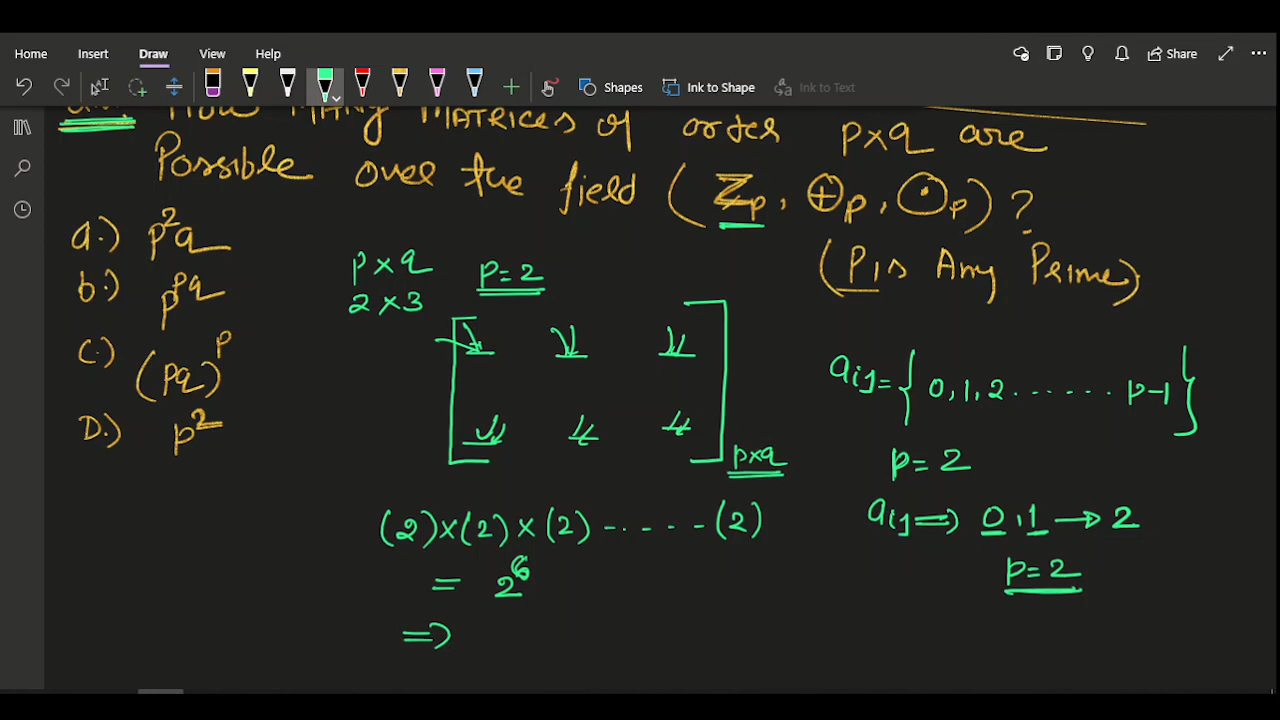 Home Insert Draw View Help
Share
Shapes Ink to Shape Ink to Text
How MANy MATRICES of order p×q are
Possible over the field (ℤp, ⊕p, ⊙p)?
(P is Any Prime)
a.) p²q
b.) p^pq
C.) (pq)^p
D.) p²
p×q p=2
2×3
p×q
aij = {0,1,2.......p-1}
p=2
aij ⟹ 0,1 → 2
p=2
(2)×(2)×(2)------(2)
= 2⁶
=>